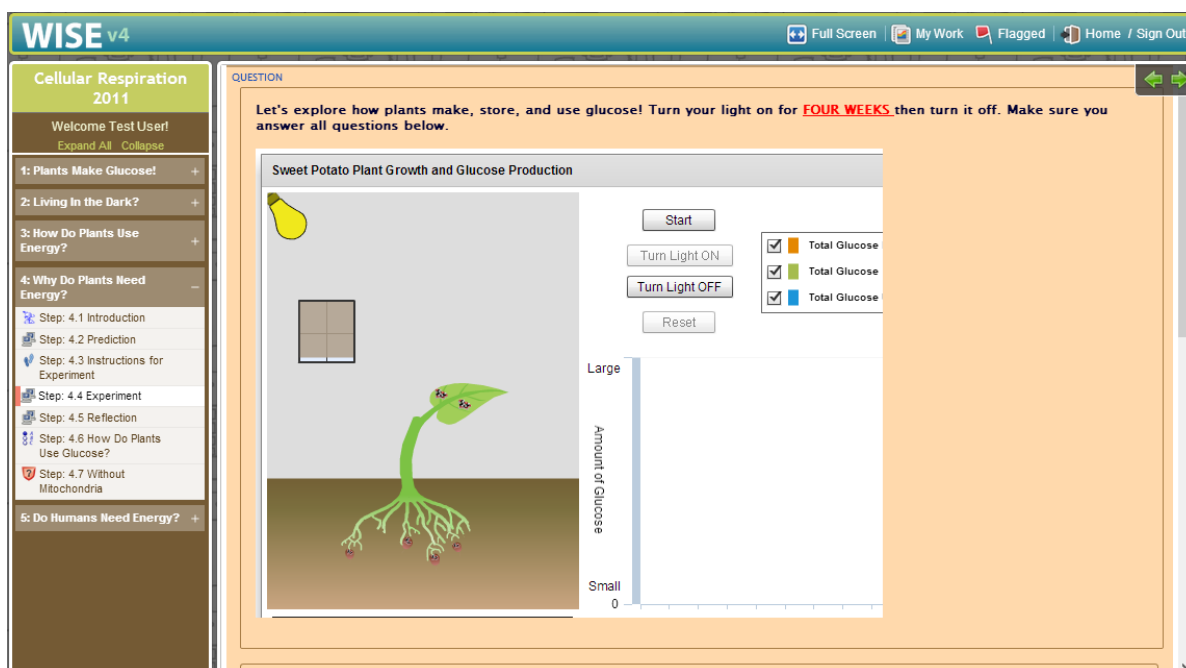 WISE v4
Full Screen
My Work
Flagged
Home / Sign Out
Cellular Respiration
2011
Welcome Test User!
Expand All Collapse
1: Plants Make Glucose! +
2: Living In the Dark? +
3: How Do Plants Use
Energy? +
4: Why Do Plants Need
Energy? –
Step: 4.1 Introduction
Step: 4.2 Prediction
Step: 4.3 Instructions for
Experiment
Step: 4.4 Experiment
Step: 4.5 Reflection
Step: 4.6 How Do Plants
Use Glucose?
Step: 4.7 Without
Mitochondria
5: Do Humans Need Energy? +
QUESTION
Let's explore how plants make, store, and use glucose! Turn your light on for FOUR WEEKS then turn it off. Make sure you
answer all questions below.
Sweet Potato Plant Growth and Glucose Production
Start
Turn Light ON
Turn Light OFF
Reset
Total Glucose
Total Glucose
Total Glucose
Large
Amount of Glucose
Small
0